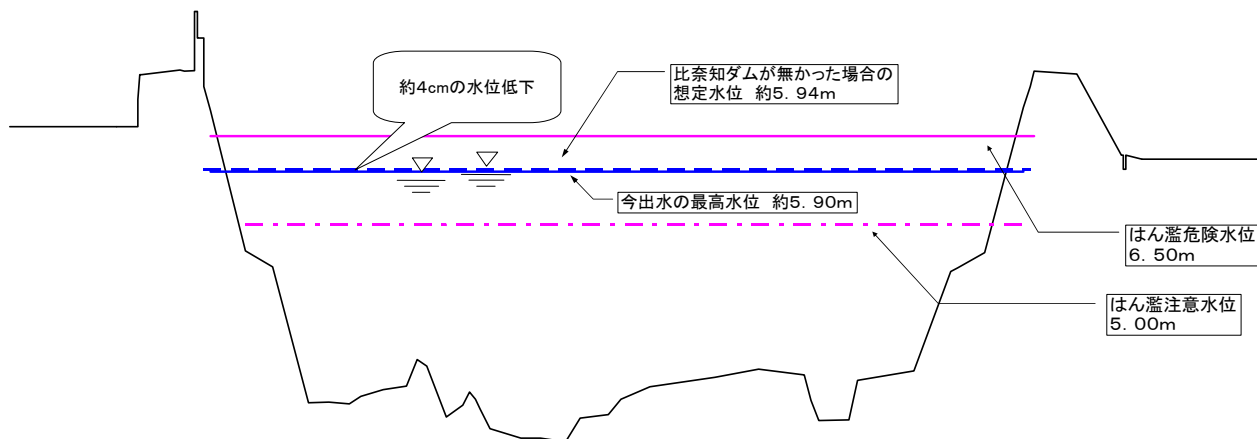 約4cmの水位低下
比奈知ダムが無かった場合の
想定水位 約5．94m
今出水の最高水位 約5．90m
はん濫危険水位
6．50m
はん濫注意水位
5．00m